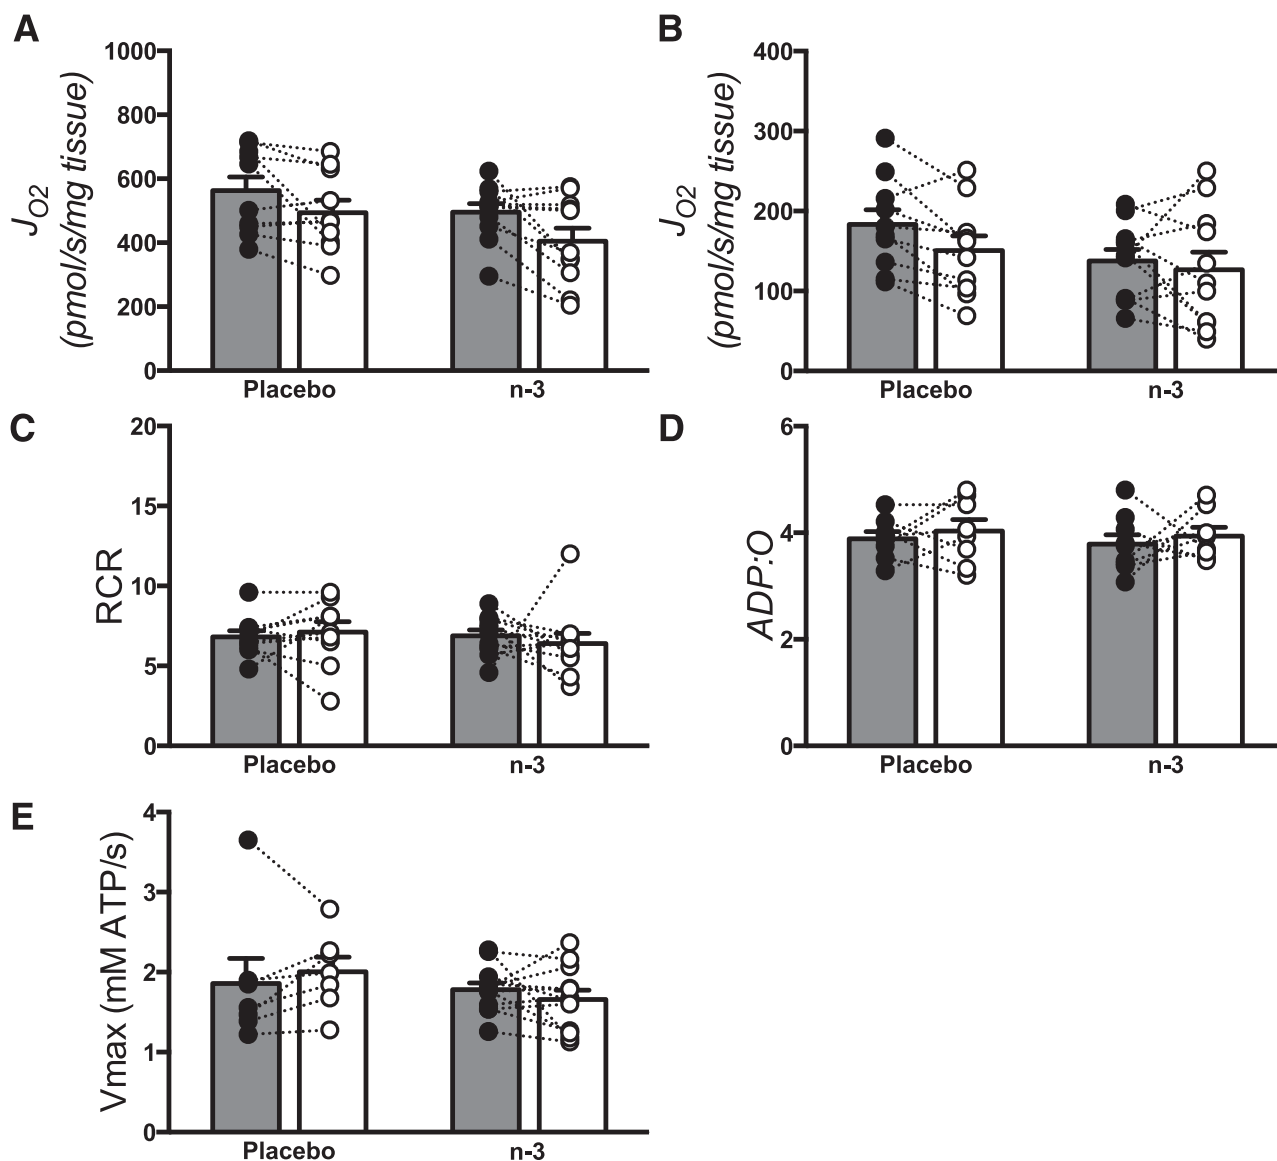 A
J O2
(pmol/s/mg tissue)
1000
800
600
400
200
0
Placebo n-3
B
J O2
(pmol/s/mg tissue)
400
300
200
100
0
Placebo n-3
C
RCR
20
15
10
5
0
Placebo n-3
D
ADP:O
6
4
2
0
Placebo n-3
E
Vmax (mM ATP/s)
4
3
2
1
0
Placebo n-3